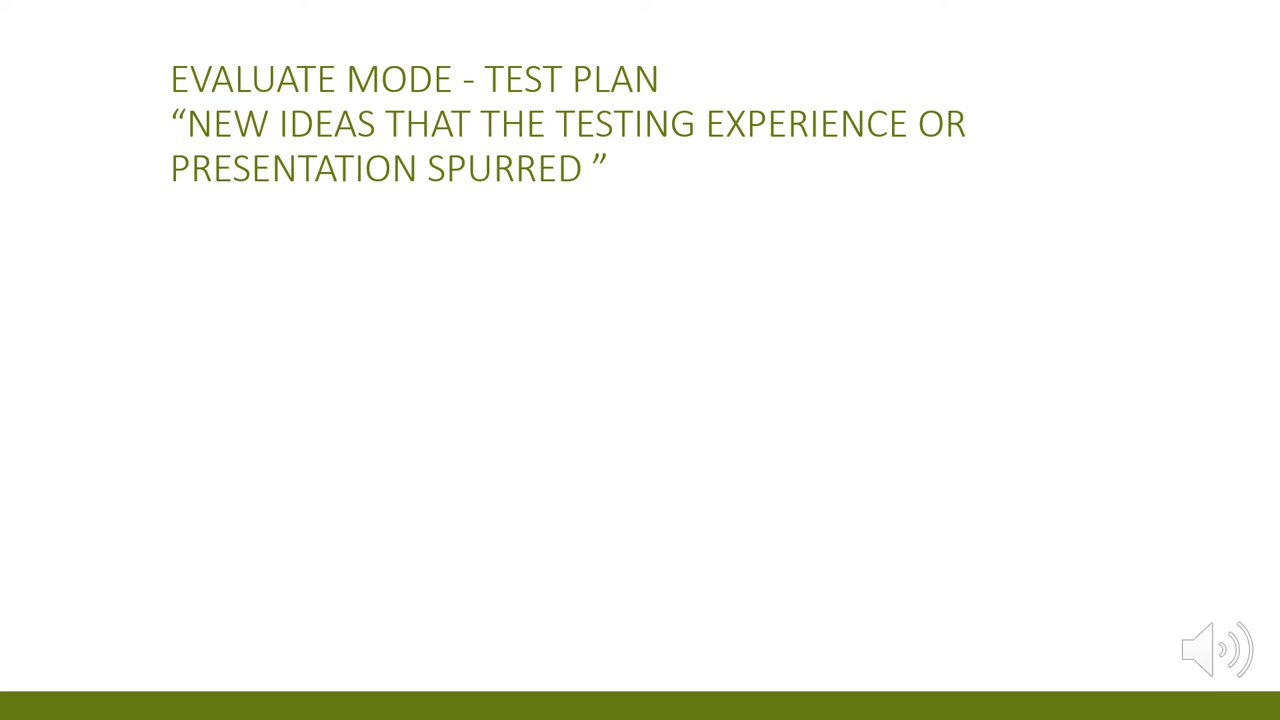 EVALUATE MODE - TEST PLAN
“NEW IDEAS THAT THE TESTING EXPERIENCE OR
PRESENTATION SPURRED ”